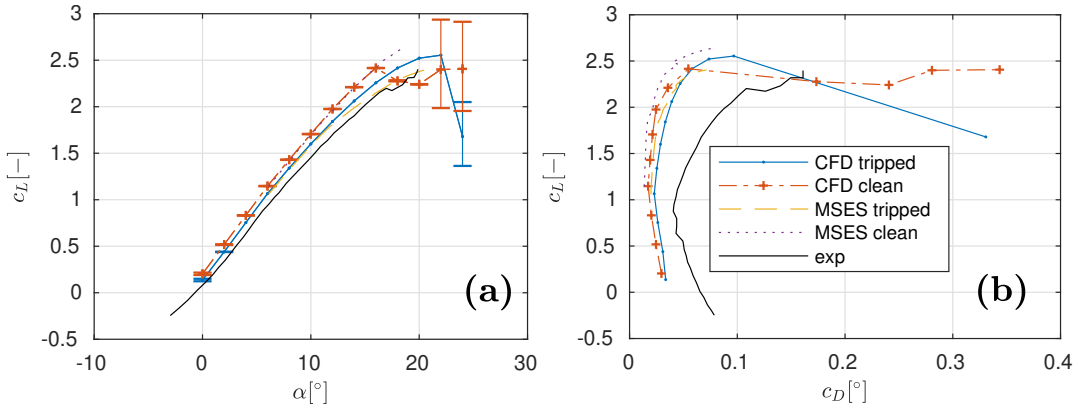 3
2.5
2
1.5
1
0.5
0
-0.5
c_L[-]
-10
0
10
20
30
α[°]
(a)
3
2.5
2
1.5
1
0.5
0
-0.5
c_L[-]
CFD tripped
CFD clean
MSES tripped
MSES clean
exp
(b)
0
0.1
0.2
0.3
0.4
c_D[°]